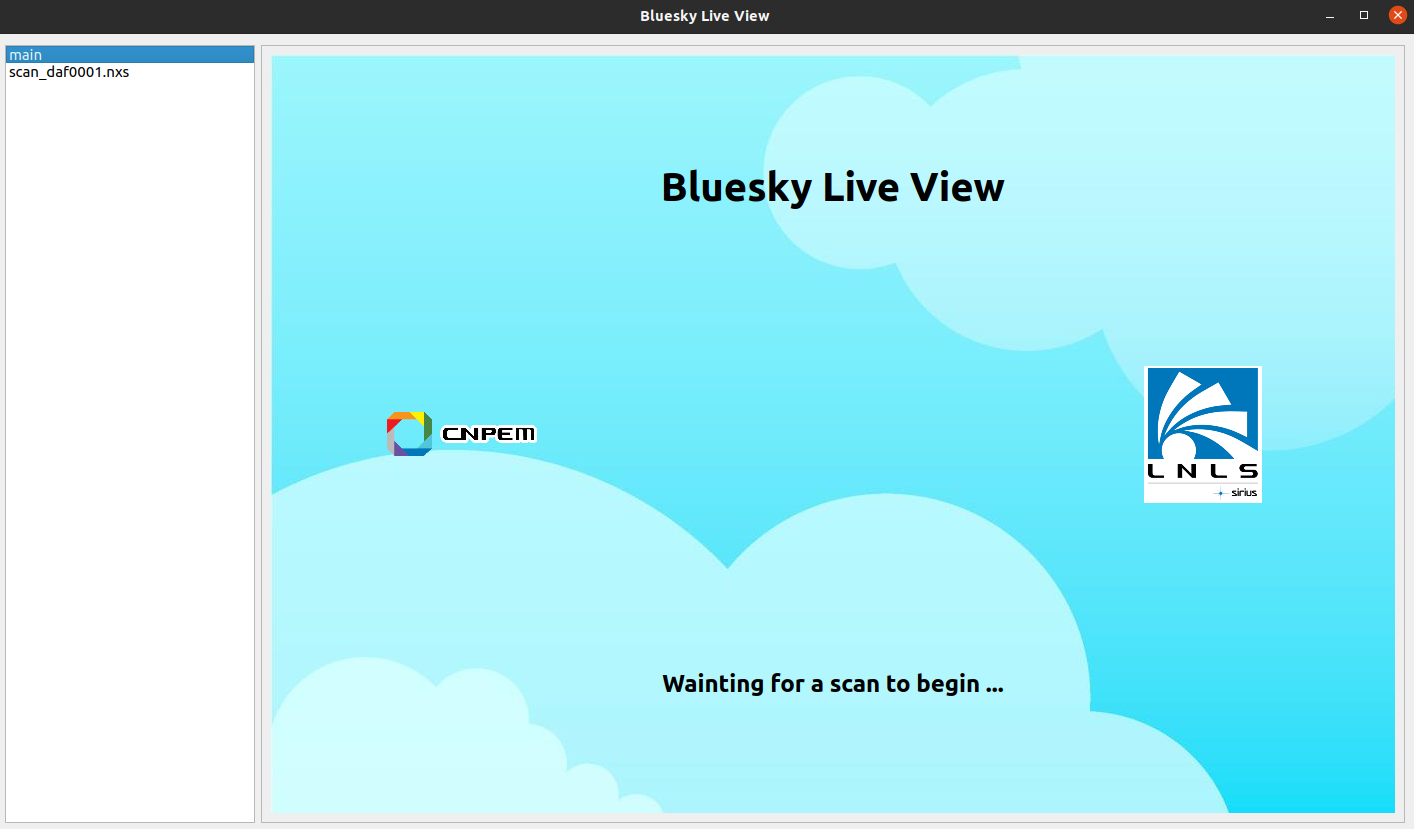 Bluesky Live View
main
scan_daf0001.nxs
Bluesky Live View
CNPEM
LNLS
sirius
Wainting for a scan to begin ...